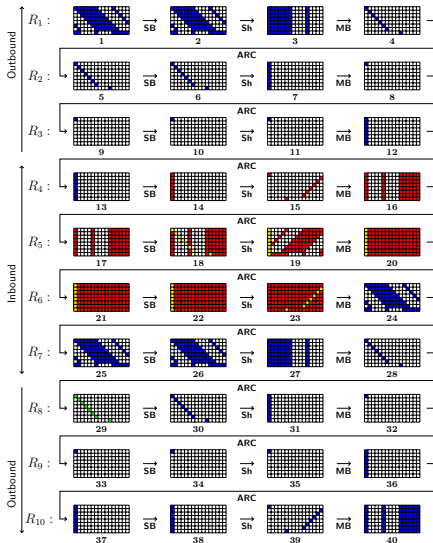 R1 :
1 SB 2 Sh 3 MB 4
ARC
R2 :
5 SB 6 Sh 7 MB 8
ARC
R3 :
9 SB 10 Sh 11 MB 12
Outbound
ARC
R4 :
13 SB 14 Sh 15 MB 16
ARC
R5 :
17 SB 18 Sh 19 MB 20
ARC
R6 :
21 SB 22 Sh 23 MB 24
ARC
R7 :
25 SB 26 Sh 27 MB 28
Inbound
ARC
R8 :
29 SB 30 Sh 31 MB 32
ARC
R9 :
33 SB 34 Sh 35 MB 36
ARC
R10 :
37 SB 38 Sh 39 MB 40
Outbound